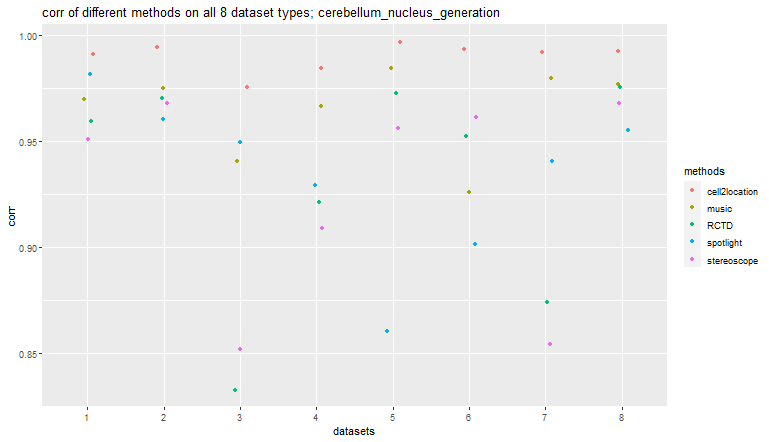 corr of different methods on all 8 dataset types; cerebellum_nucleus_generation
1.00
0.95
0.90
0.85
corr
1 2 3 4 5 6 7 8
datasets
methods
cell2location
music
RCTD
spotlight
stereoscope